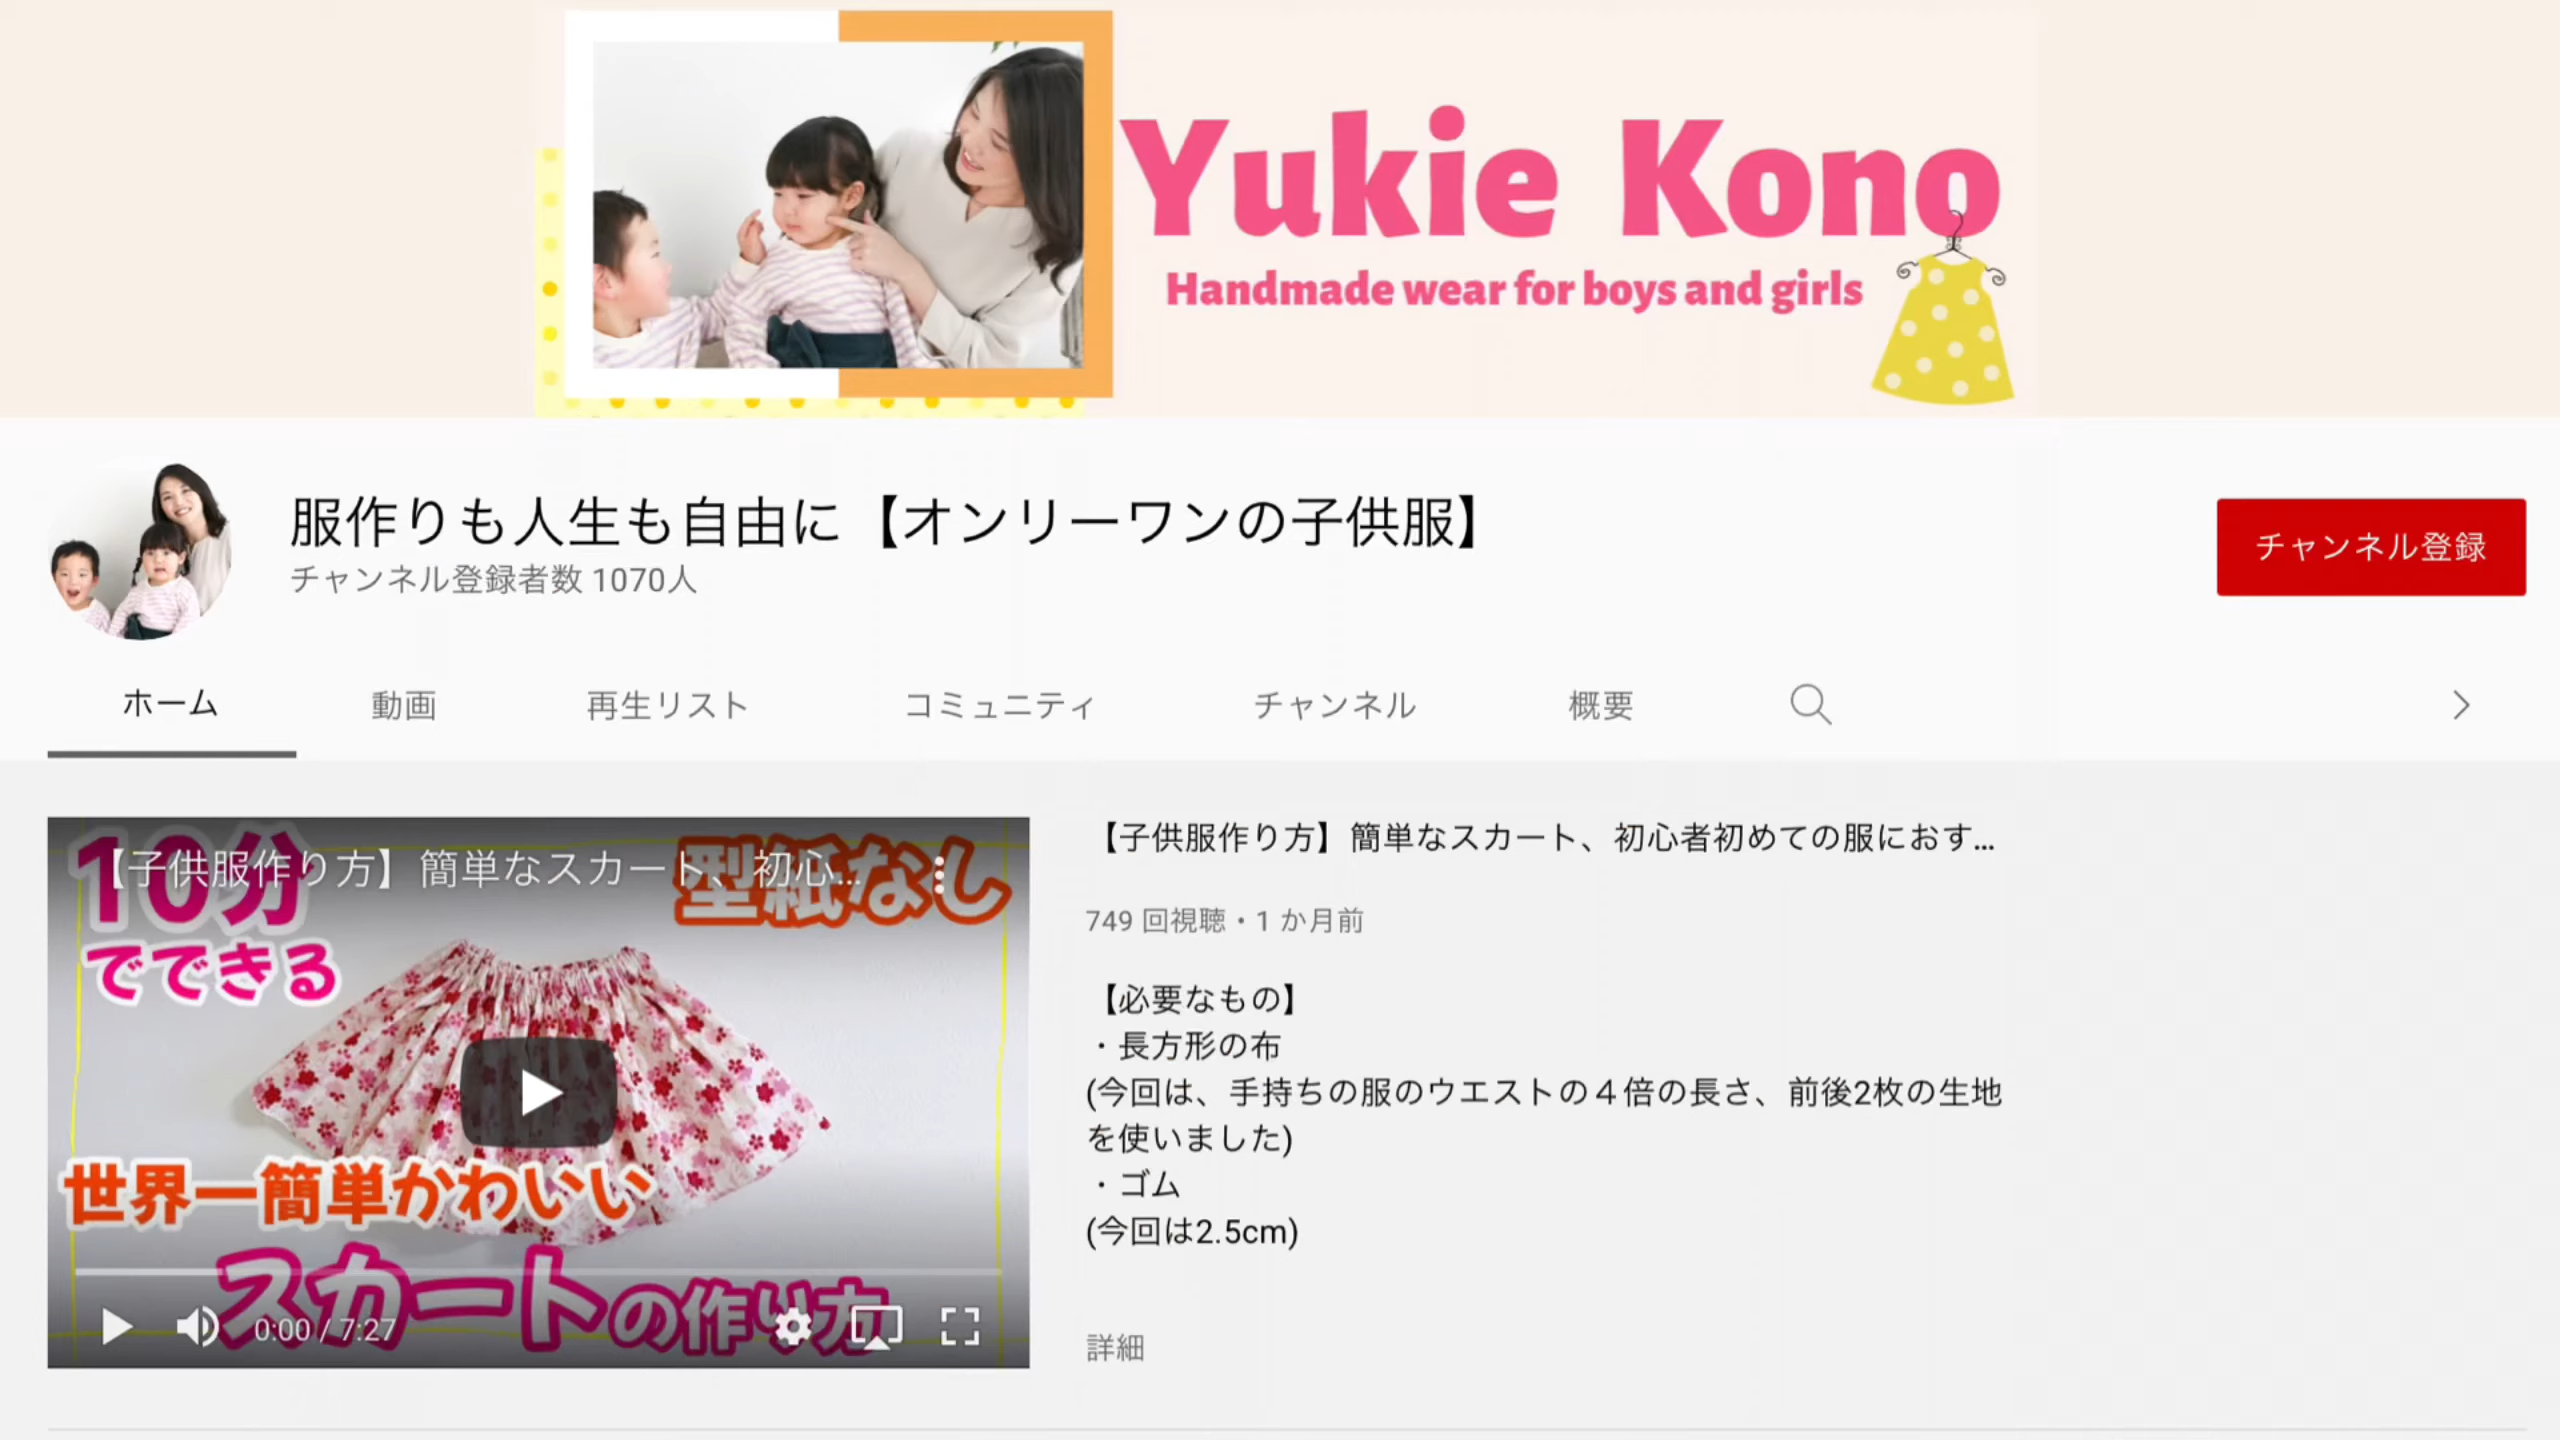 Yukie Kono
Handmade wear for boys and girls
服作りも人生も自由に【オンリーワンの子供服】
チャンネル登録者数 1070人
チャンネル登録
ホーム
動画
再生リスト
コミュニティ
チャンネル
概要
10分
でできる
型紙なし
【子供服作り方】簡単なスカート、初心...
世界一簡単かわいい
スカートの作り方
0:00 / 7:27
【子供服作り方】簡単なスカート、初心者初めての服におす...
749 回視聴・1 か月前
【必要なもの】
・長方形の布
(今回は、手持ちの服のウエストの４倍の長さ、前後2枚の生地
を使いました)
・ゴム
(今回は2.5cm)
詳細